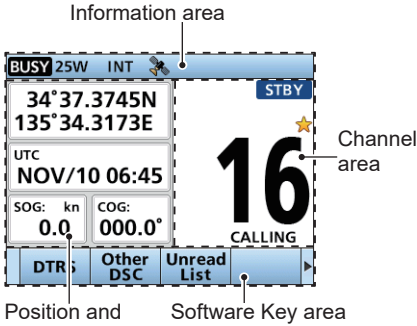 Information area
BUSY 25W INT
STBY
34°37.3745N
135°34.3173E
UTC
NOV/10 06:45
SOG: kn
0.0
COG:
000.0°
16
CALLING
Channel
area
DTRS
Other
DSC
Unread
List
Position and
Software Key area